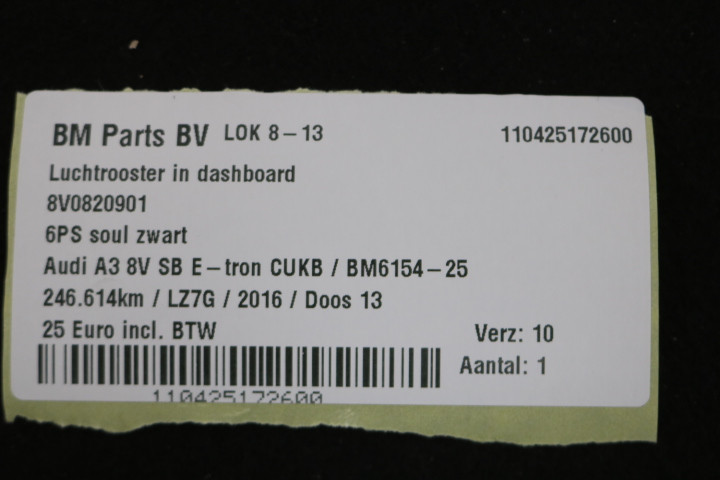 BM Parts BV LOK 8-13 110425172600
Luchtrooster in dashboard
8V0820901
6PS soul zwart
Audi A3 8V SB E-tron CUKB / BM6154-25
246.614km / LZ7G / 2016 / Doos 13
25 Euro incl. BTW Verz: 10
Aantal: 1
110425172600